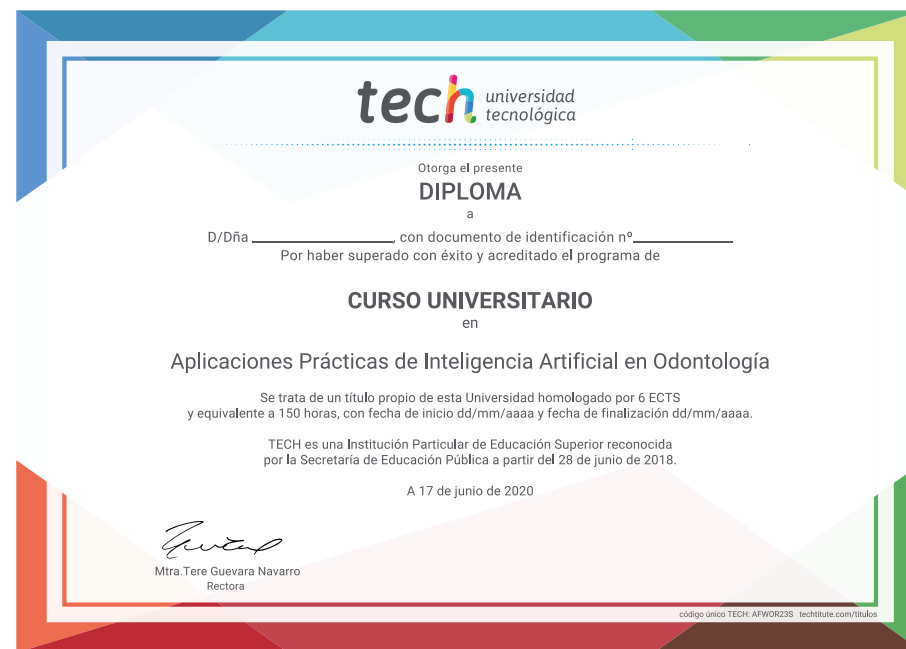 tech universidad
tecnológica
Otorga el presente
DIPLOMA
a
D/Dña ____________________, con documento de identificación nº______________
Por haber superado con éxito y acreditado el programa de
CURSO UNIVERSITARIO
en
Aplicaciones Prácticas de Inteligencia Artificial en Odontología
Se trata de un título propio de esta Universidad homologado por 6 ECTS
y equivalente a 150 horas, con fecha de inicio dd/mm/aaaa y fecha de finalización dd/mm/aaaa.
TECH es una Institución Particular de Educación Superior reconocida
por la Secretaría de Educación Pública a partir del 28 de junio de 2018.
A 17 de junio de 2020
Mtra.Tere Guevara Navarro
Rectora
código único TECH: AFWOR23S techtitute.com/titulos